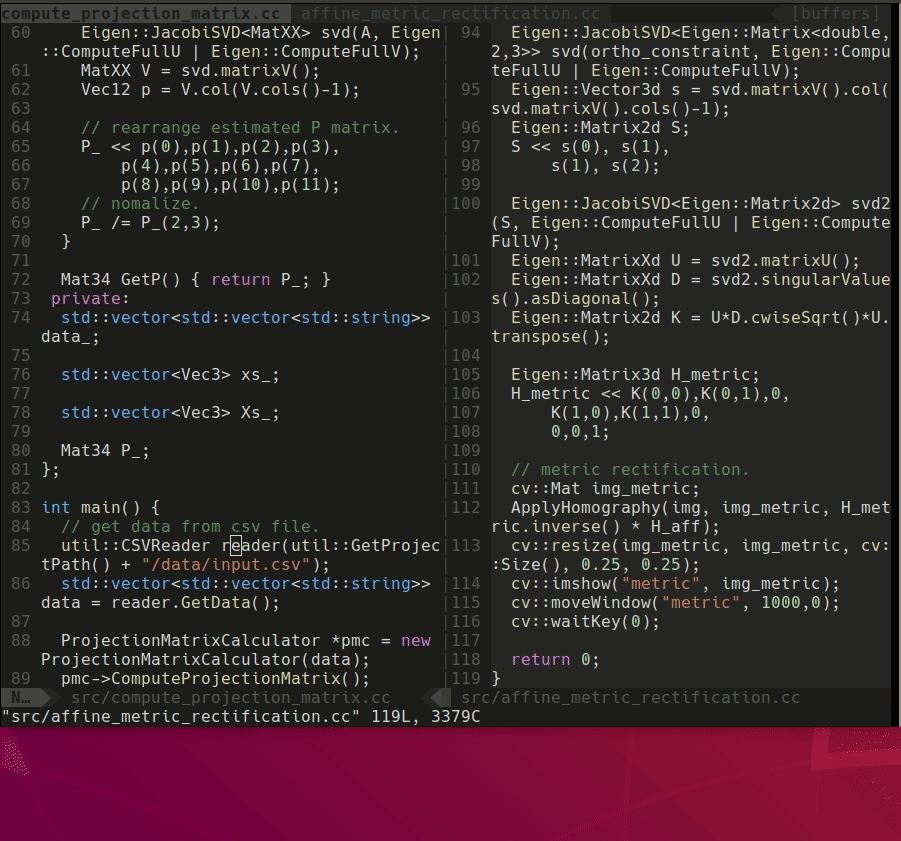 compute_projection_matrix.cc affine_metric_rectification.cc [buffers]
60 Eigen::JacobiSVD<MatXX> svd(A, Eigen
::ComputeFullU | Eigen::ComputeFullV);
61 MatXX V = svd.matrixV();
62 Vec12 p = V.col(V.cols()-1);
63
64 // rearrange estimated P matrix.
65 P_ << p(0),p(1),p(2),p(3),
66 p(4),p(5),p(6),p(7),
67 p(8),p(9),p(10),p(11);
68 // nomalize.
69 P_ /= P_(2,3);
70 }
71
72 Mat34 GetP() { return P_; }
73 private:
74 std::vector<std::vector<std::string>>
data_;
75
76 std::vector<Vec3> xs_;
77
78 std::vector<Vec3> Xs_;
79
80 Mat34 P_;
81 };
82
83 int main() {
84 // get data from csv file.
85 util::CSVReader reader(util::GetProjec
tPath() + "/data/input.csv");
86 std::vector<std::vector<std::string>>
data = reader.GetData();
87
88 ProjectionMatrixCalculator *pmc = new
ProjectionMatrixCalculator(data);
89 pmc->ComputeProjectionMatrix();
94 Eigen::JacobiSVD<Eigen::Matrix<double,
2,3>> svd(ortho_constraint, Eigen::Compu
teFullU | Eigen::ComputeFullV);
95 Eigen::Vector3d s = svd.matrixV().col(
svd.matrixV().cols()-1);
96 Eigen::Matrix2d S;
97 S << s(0), s(1),
98 s(1), s(2);
99
100 Eigen::JacobiSVD<Eigen::Matrix2d> svd2
(S, Eigen::ComputeFullU | Eigen::Compute
FullV);
101 Eigen::MatrixXd U = svd2.matrixU();
102 Eigen::MatrixXd D = svd2.singularValue
s().asDiagonal();
103 Eigen::Matrix2d K = U*D.cwiseSqrt()*U.
transpose();
104
105 Eigen::Matrix3d H_metric;
106 H_metric << K(0,0),K(0,1),0,
107 K(1,0),K(1,1),0,
108 0,0,1;
109
110 // metric rectification.
111 cv::Mat img_metric;
112 ApplyHomography(img, img_metric, H_met
ric.inverse() * H_aff);
113 cv::resize(img_metric, img_metric, cv:
:Size(), 0.25, 0.25);
114 cv::imshow("metric", img_metric);
115 cv::moveWindow("metric", 1000,0);
116 cv::waitKey(0);
117
118 return 0;
119 }
N… src/compute_projection_matrix.cc src/affine_metric_rectification.cc
"src/affine_metric_rectification.cc" 119L, 3379C